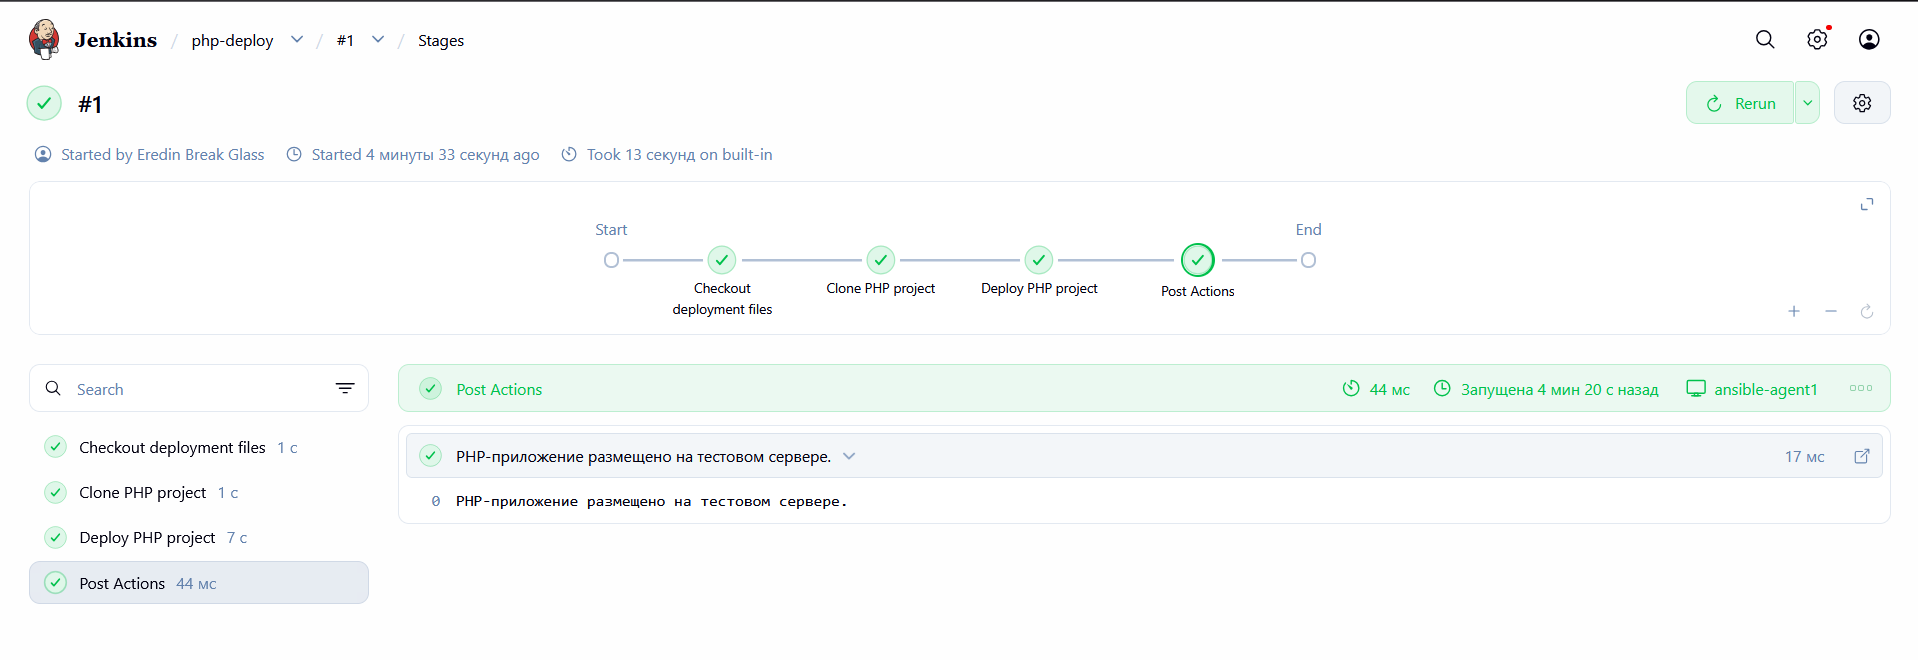 Jenkins / php-deploy / #1 / Stages
#1
Rerun
Started by Eredin Break Glass Started 4 минуты 33 секунд ago Took 13 секунд on built-in
Start
End
Checkout deployment files
Clone PHP project
Deploy PHP project
Post Actions
Search
Checkout deployment files 1 с
Clone PHP project 1 с
Deploy PHP project 7 с
Post Actions 44 мс
Post Actions 44 мс Запущена 4 мин 20 с назад ansible-agent1
PHP-приложение размещено на тестовом сервере. 17 мс
0 PHP-приложение размещено на тестовом сервере.